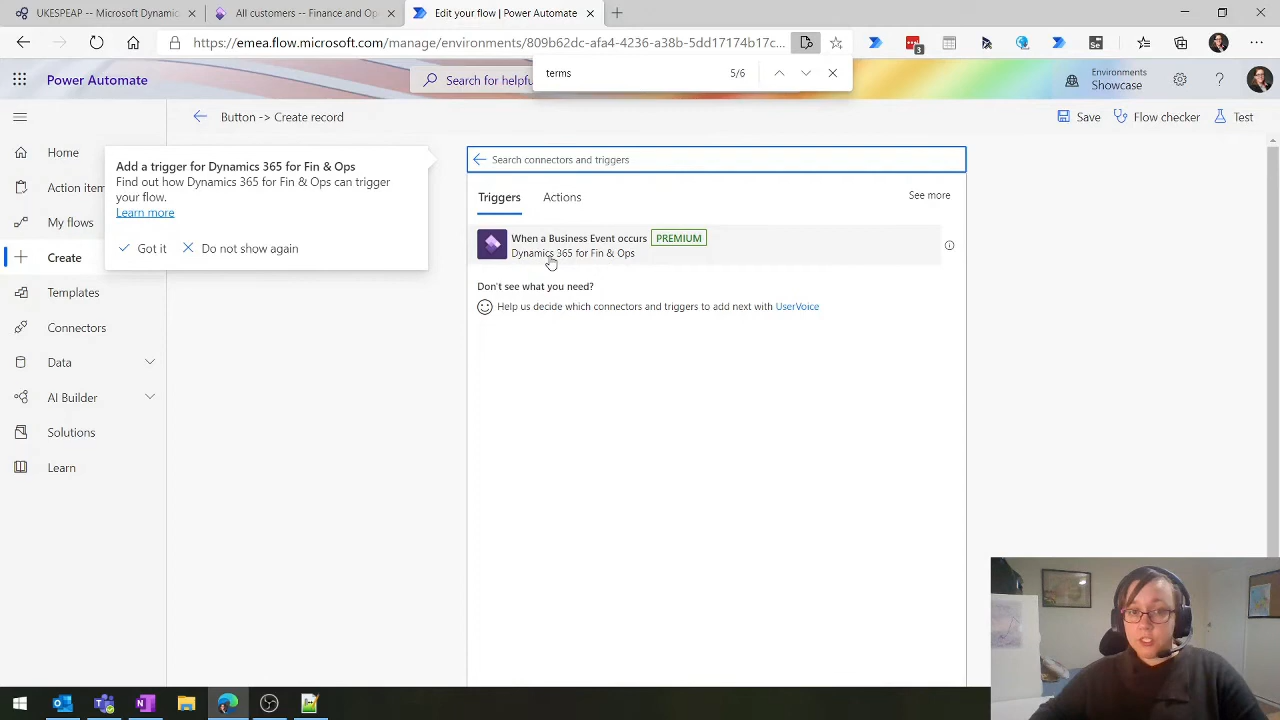 UKESPEAP — Microsoft Dynamic
All customers -- Finance and Op
Edit your flow | Power Automate
https://emea.flow.microsoft.com/manage/environments/809b62dc-afa4-4236-a38b-5dd17174b17c...
3
Se
terms
5/6
Power Automate
Search for helpfu
Environments
Showcase
Button -> Create record
Save
Flow checker
Test
Home
Action item
My flows
Create
Templates
Connectors
Data
AI Builder
Solutions
Learn
Add a trigger for Dynamics 365 for Fin & Ops
Find out how Dynamics 365 for Fin & Ops can trigger
your flow.
Learn more
Got it
Do not show again
Search connectors and triggers
Triggers
Actions
See more
When a Business Event occurs PREMIUM
Dynamics 365 for Fin & Ops
Don't see what you need?
Help us decide which connectors and triggers to add next with UserVoice